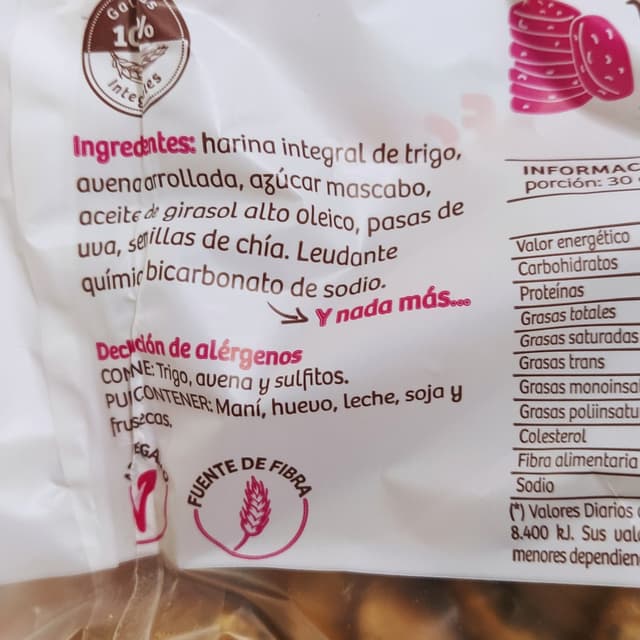 100%
Ingredientes: harina integral de trigo,
avena arrollada, azúcar mascabo,
aceite de girasol alto oleico, pasas de
uva, semillas de chía. Leudante
químico bicarbonato de sodio.
Y nada más...
Declaración de alérgenos
CONTIENE: Trigo, avena y sulfitos.
PUEDE CONTENER: Maní, huevo, leche, soja y
frutas secas.
FUENTE DE FIBRA
INFORMAC
porción: 30
Valor energético
Carbohidratos
Proteínas
Grasas totales
Grasas saturadas
Grasas trans
Grasas monoinsa
Grasas poliinsatu
Colesterol
Fibra alimentaria
Sodio
(*) Valores Diarios
8.400 kJ. Sus val
menores dependien